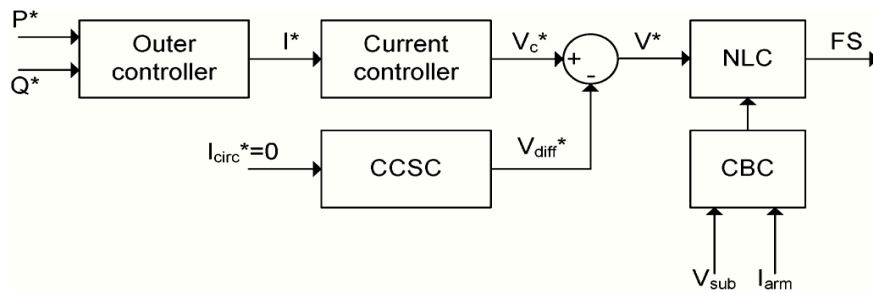 P*
Q*
Outer
controller
I*
Current
controller
Vc*
+
-
V*
NLC
FS
Icirc*=0
CCSC
Vdiff*
CBC
Vsub
Iarm